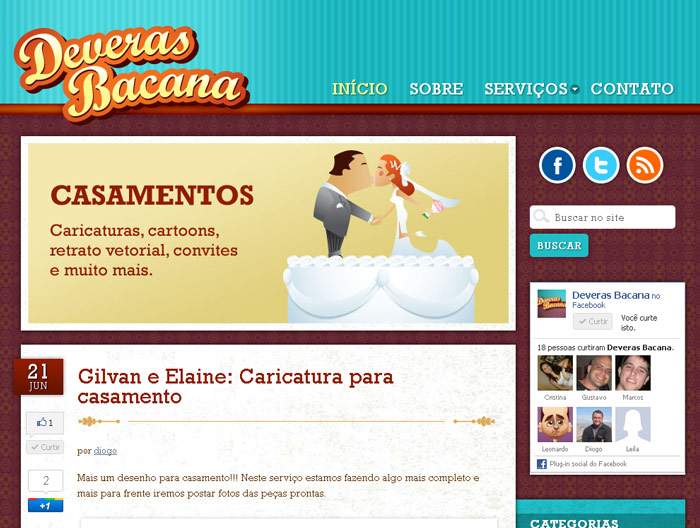 Deveras
Bacana
INÍCIO SOBRE SERVIÇOS CONTATO
CASAMENTOS
Caricaturas, cartoons,
retrato vetorial, convites
e muito mais.
Buscar no site
BUSCAR
Deveras Bacana no
Facebook
Curtir
Você curte
isto.
18 pessoas curtiram Deveras Bacana.
Cristina Gustavo Marcos
Leonardo Diogo Leila
Plug-in social do Facebook
CATEGORIAS
21
JUN
1
Curtir
2
+1
Gilvan e Elaine: Caricatura para
casamento
por diogo
Mais um desenho para casamento!!! Neste serviço estamos fazendo algo mais completo e
mais para frente iremos postar fotos das peças prontas.